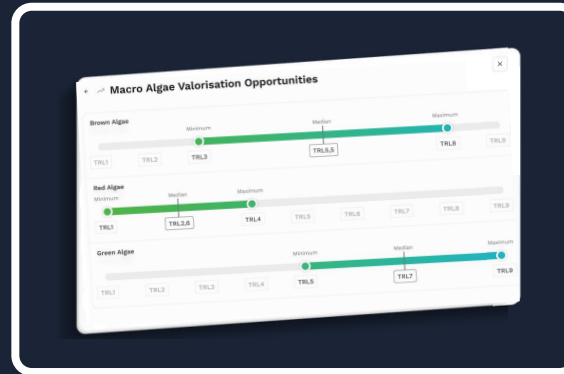 Macro Algae Valorisation Opportunities
Brown Algae
Minimum Median Maximum
TRL1 TRL2 TRL3 TRL5,5 TRL8 TRL9
Red Algae
Minimum Median Maximum
TRL1 TRL2,6 TRL4 TRL5 TRL6 TRL7 TRL8 TRL9
Green Algae
Minimum Median Maximum
TRL1 TRL2 TRL3 TRL4 TRL5 TRL7 TRL9